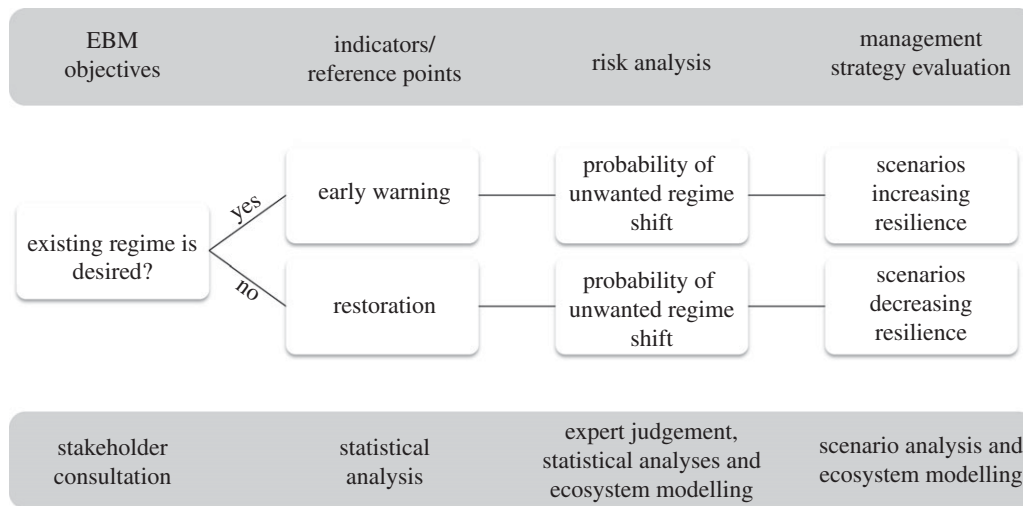 EBM
objectives
indicators/
reference points
risk analysis
management
strategy evaluation
existing regime is
desired?
yes
no
early warning
probability of
unwanted regime
shift
scenarios
increasing
resilience
restoration
probability of
unwanted regime
shift
scenarios
decreasing
resilience
stakeholder
consultation
statistical
analysis
expert judgement,
statistical analyses and
ecosystem modelling
scenario analysis and
ecosystem modelling